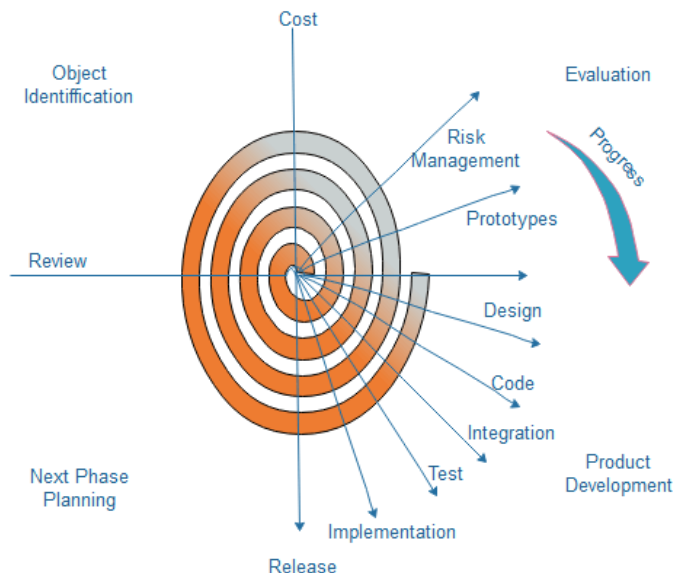 Cost
Object
Identiffication
Evaluation
Risk
Management
Progress
Prototypes
Review
Design
Code
Integration
Test
Next Phase
Planning
Product
Development
Implementation
Release